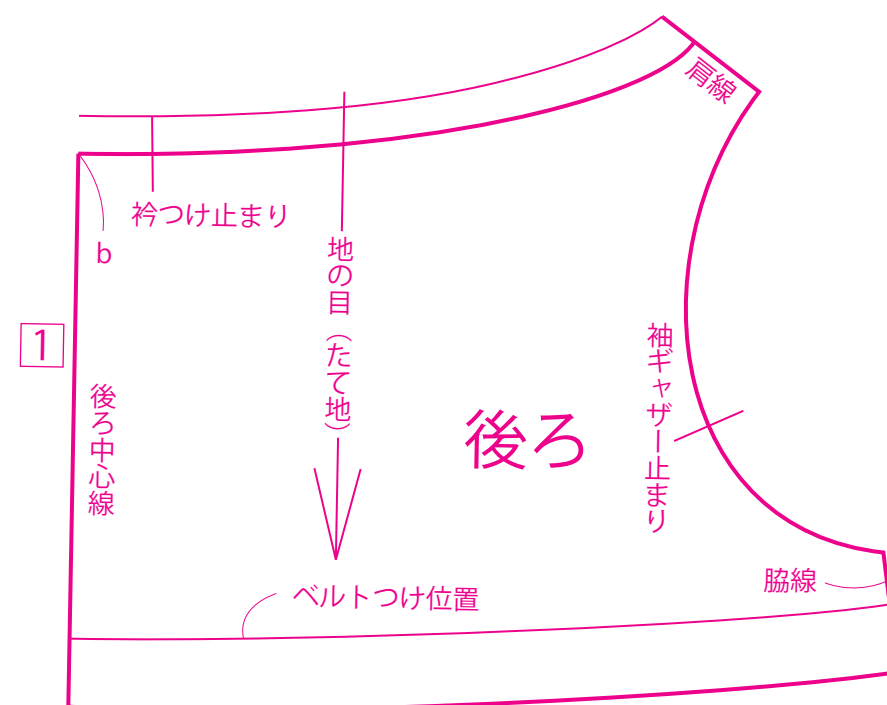 肩線
衿つけ止まり
b
地の目（たて地）
1
後ろ中心線
袖ギャザー止まり
後ろ
脇線
ベルトつけ位置